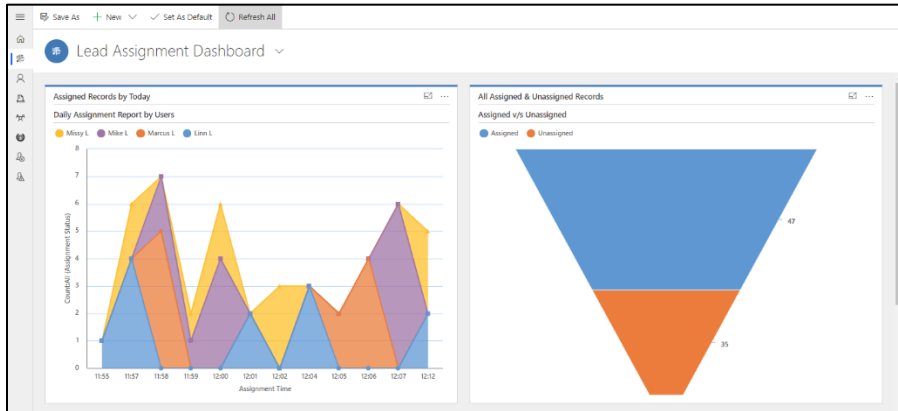 Save As New Set As Default Refresh All
Lead Assignment Dashboard
Assigned Records by Today
Daily Assignment Report by Users
Missy L Mike L Marcus L Linn L
8
7
6
5
4
3
2
1
0
Count:All (Assignment Status)
11:55 11:57 11:58 11:59 12:00 12:01 12:02 12:04 12:05 12:06 12:07 12:12
Assignment Time
All Assigned & Unassigned Records
Assigned v/s Unassigned
Assigned Unassigned
47
35